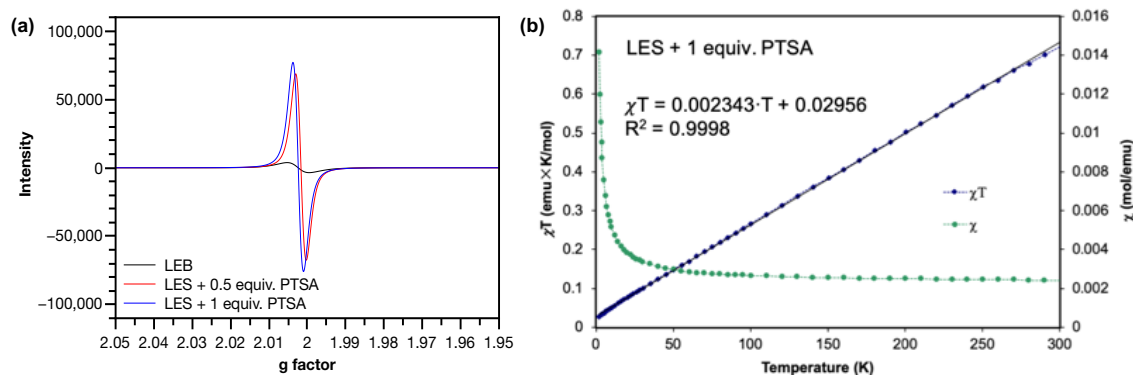 (a)
100,000
50,000
0
−50,000
−100,000
Intensity
LEB
LES + 0.5 equiv. PTSA
LES + 1 equiv. PTSA
2.05 2.04 2.03 2.02 2.01 2 1.99 1.98 1.97 1.96 1.95
g factor
(b)
0.8
0.7
0.6
0.5
0.4
0.3
0.2
0.1
0
χT (emu×K/mol)
LES + 1 equiv. PTSA
χT = 0.002343·T + 0.02956
R² = 0.9998
χT
χ
0.016
0.014
0.012
0.01
0.008
0.006
0.004
0.002
0
χ (mol/emu)
0 50 100 150 200 250 300
Temperature (K)